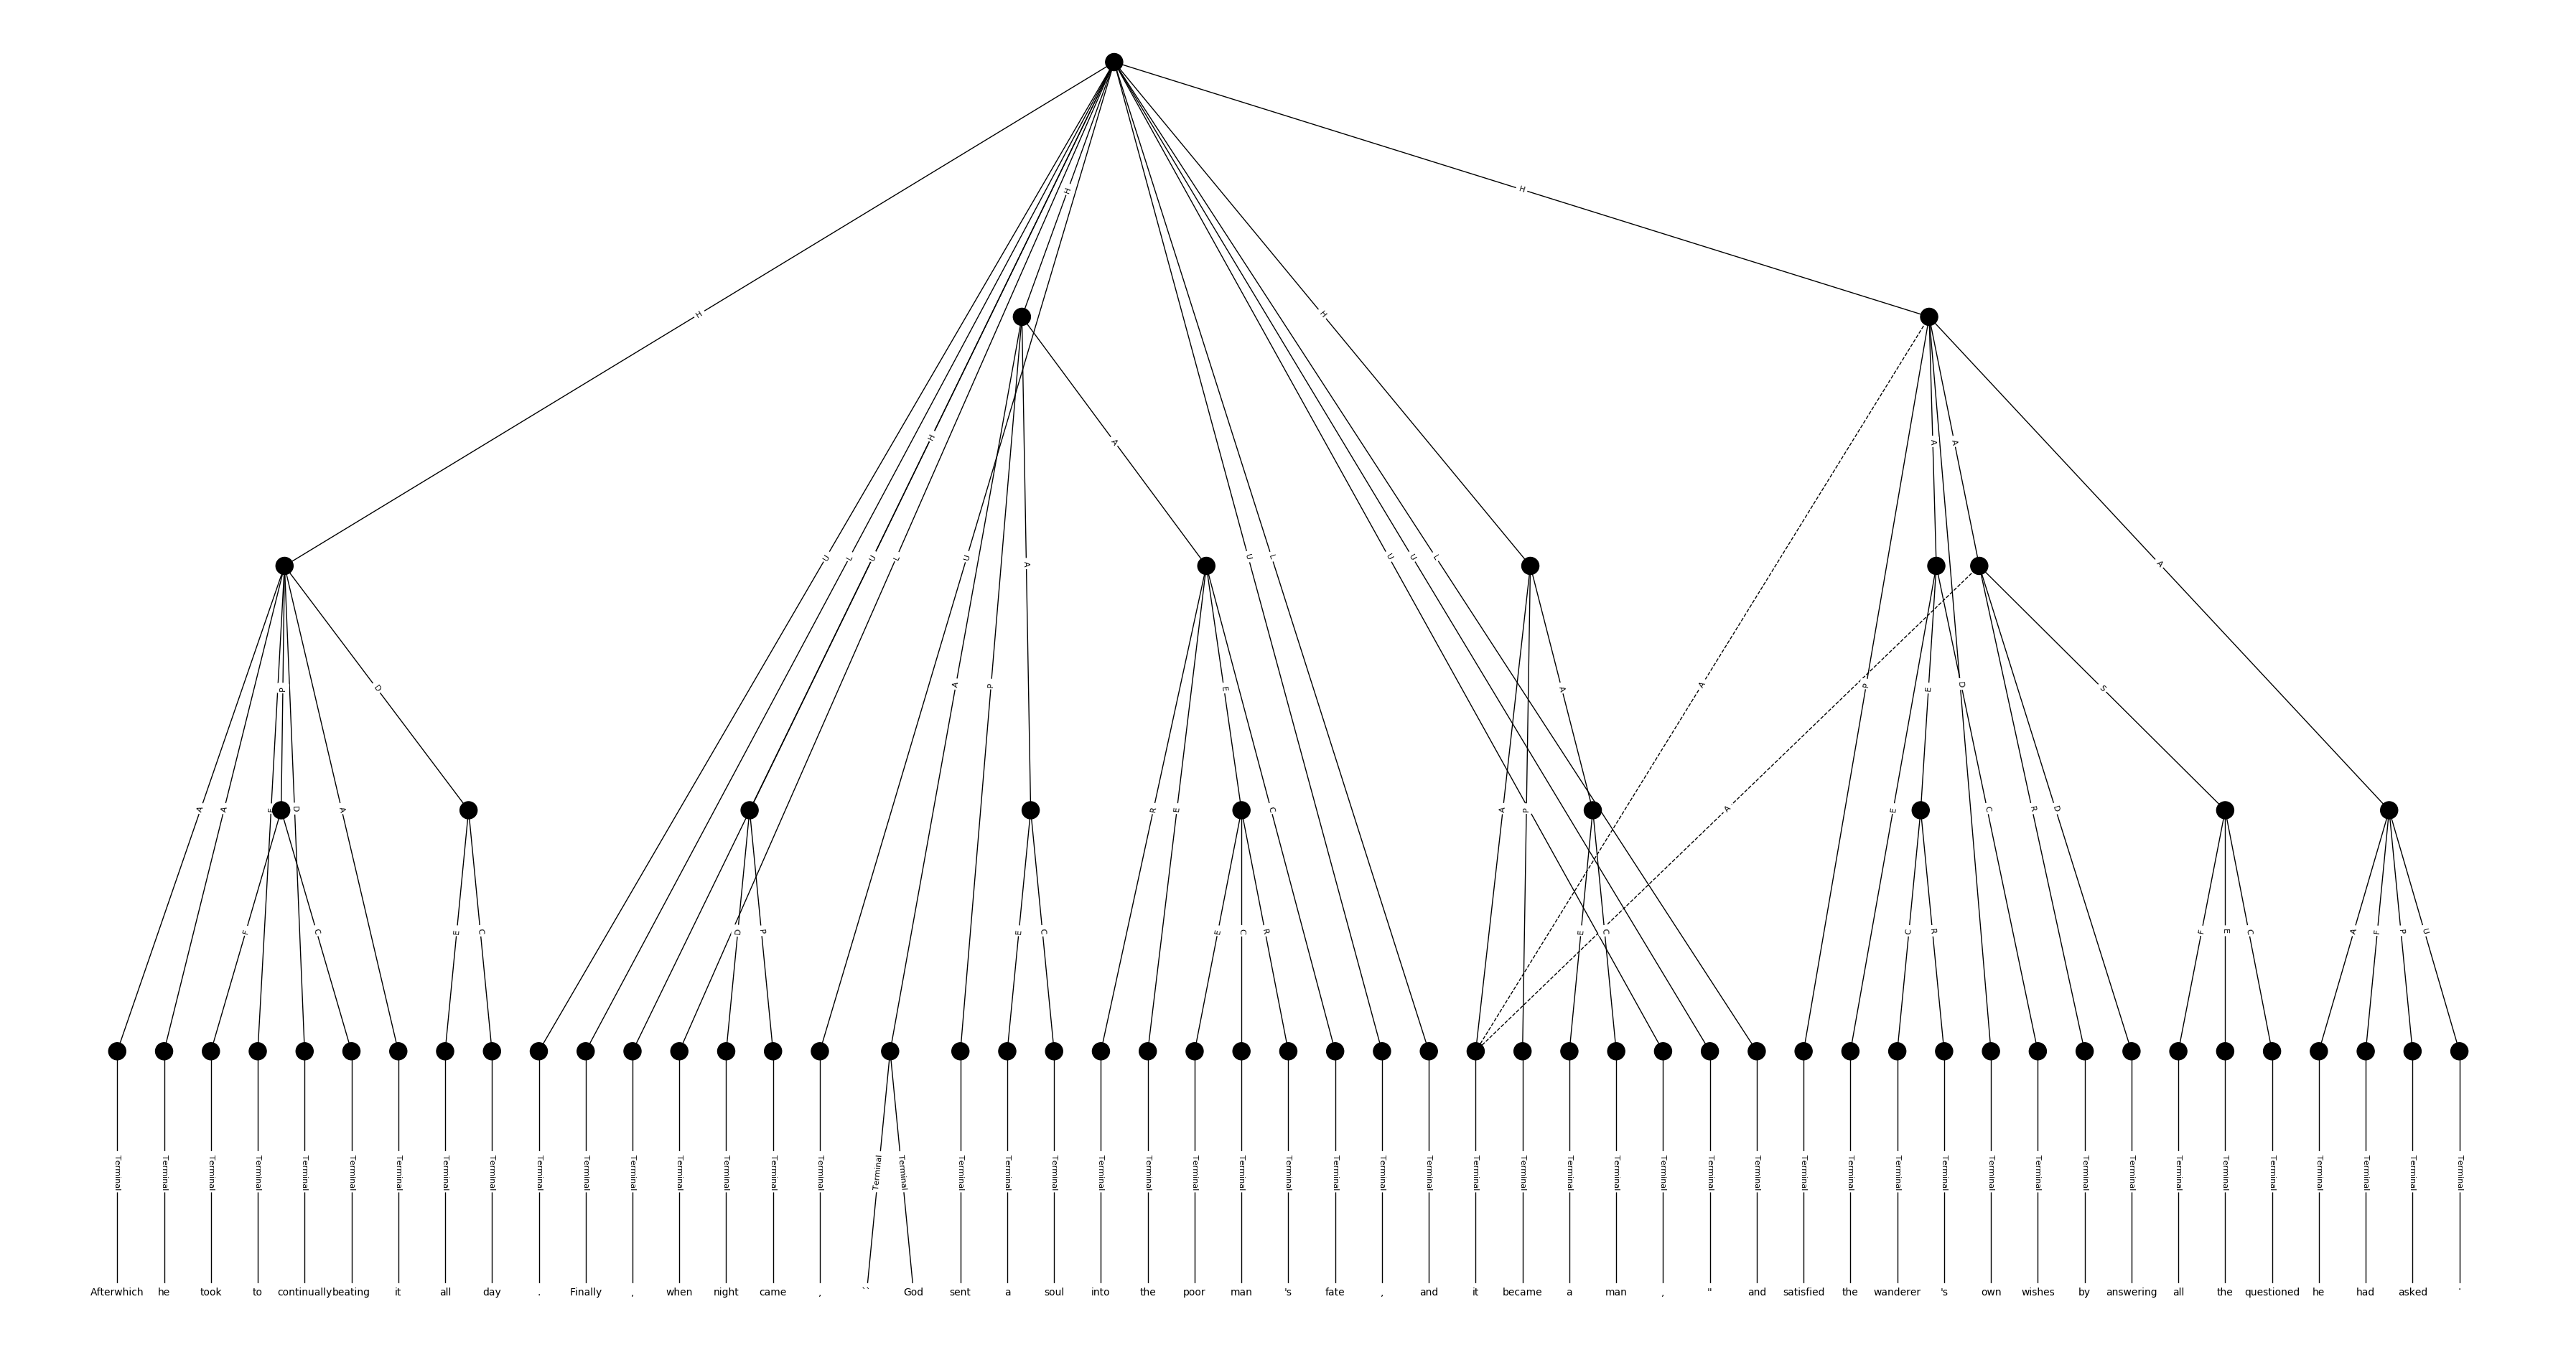 H
H
H
H
H
A
A
A
A
U
L
U
L
U
A
U
L
U
U
L
A
P
D
A
P
E
A
A
P
E
D
S
A
A
F
D
A
R
E
C
A
P
A
E
C
R
D
F
C
E
C
D
P
E
C
E
C
R
E
C
C
R
F
E
C
A
F
P
U
Terminal Terminal Terminal Terminal Terminal Terminal Terminal Terminal Terminal Terminal Terminal Terminal Terminal Terminal Terminal Terminal Terminal Terminal Terminal Terminal Terminal Terminal Terminal Terminal Terminal Terminal Terminal Terminal Terminal Terminal Terminal Terminal Terminal Terminal Terminal Terminal Terminal Terminal Terminal Terminal Terminal Terminal Terminal Terminal Terminal Terminal Terminal Terminal Terminal Terminal Terminal
Afterwhich he took to continually beating it all day . Finally , when night came , `` God sent a soul into the poor man 's fate , and it became a man , " and satisfied the wanderer 's own wishes by answering all the questioned he had asked .